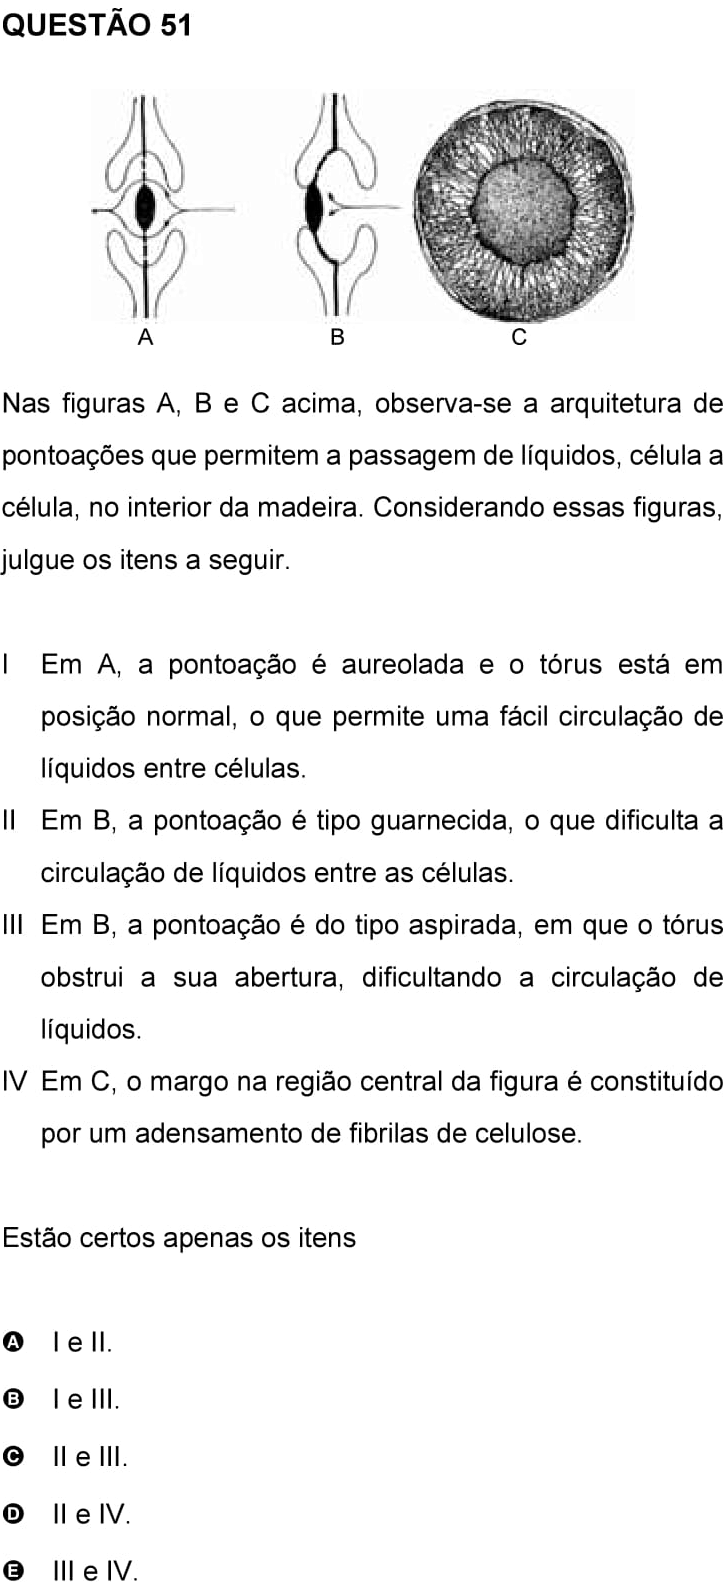 QUESTÃO 51
A B C
Nas figuras A, B e C acima, observa-se a arquitetura de
pontoações que permitem a passagem de líquidos, célula a
célula, no interior da madeira. Considerando essas figuras,
julgue os itens a seguir.
I Em A, a pontoação é aureolada e o tórus está em
posição normal, o que permite uma fácil circulação de
líquidos entre células.
II Em B, a pontoação é tipo guarnecida, o que dificulta a
circulação de líquidos entre as células.
III Em B, a pontoação é do tipo aspirada, em que o tórus
obstrui a sua abertura, dificultando a circulação de
líquidos.
IV Em C, o margo na região central da figura é constituído
por um adensamento de fibrilas de celulose.
Estão certos apenas os itens
A I e II.
B I e III.
C II e III.
D II e IV.
E III e IV.